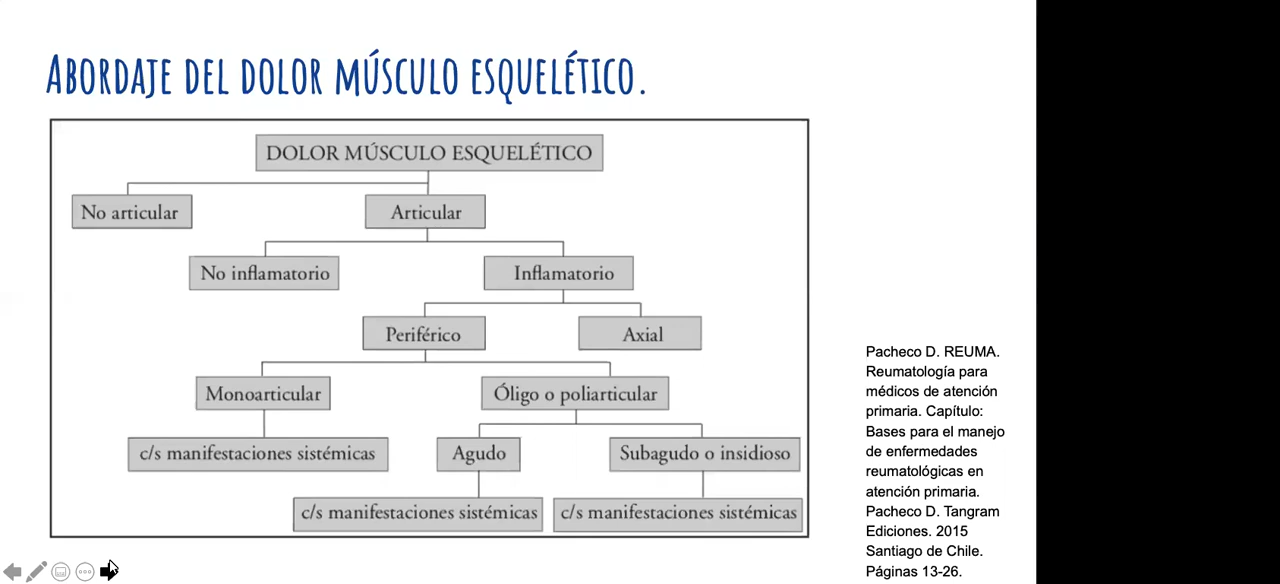 ABORDAJE DEL DOLOR MÚSCULO ESQUELÉTICO.
DOLOR MÚSCULO ESQUELÉTICO
No articular
Articular
No inflamatorio
Inflamatorio
Periférico
Axial
Monoarticular
Óligo o poliarticular
c/s manifestaciones sistémicas
Agudo
Subagudo o insidioso
c/s manifestaciones sistémicas
c/s manifestaciones sistémicas
Pacheco D. REUMA.
Reumatología para
médicos de atención
primaria. Capítulo:
Bases para el manejo
de enfermedades
reumatológicas en
atención primaria.
Pacheco D. Tangram
Ediciones. 2015
Santiago de Chile.
Páginas 13-26.